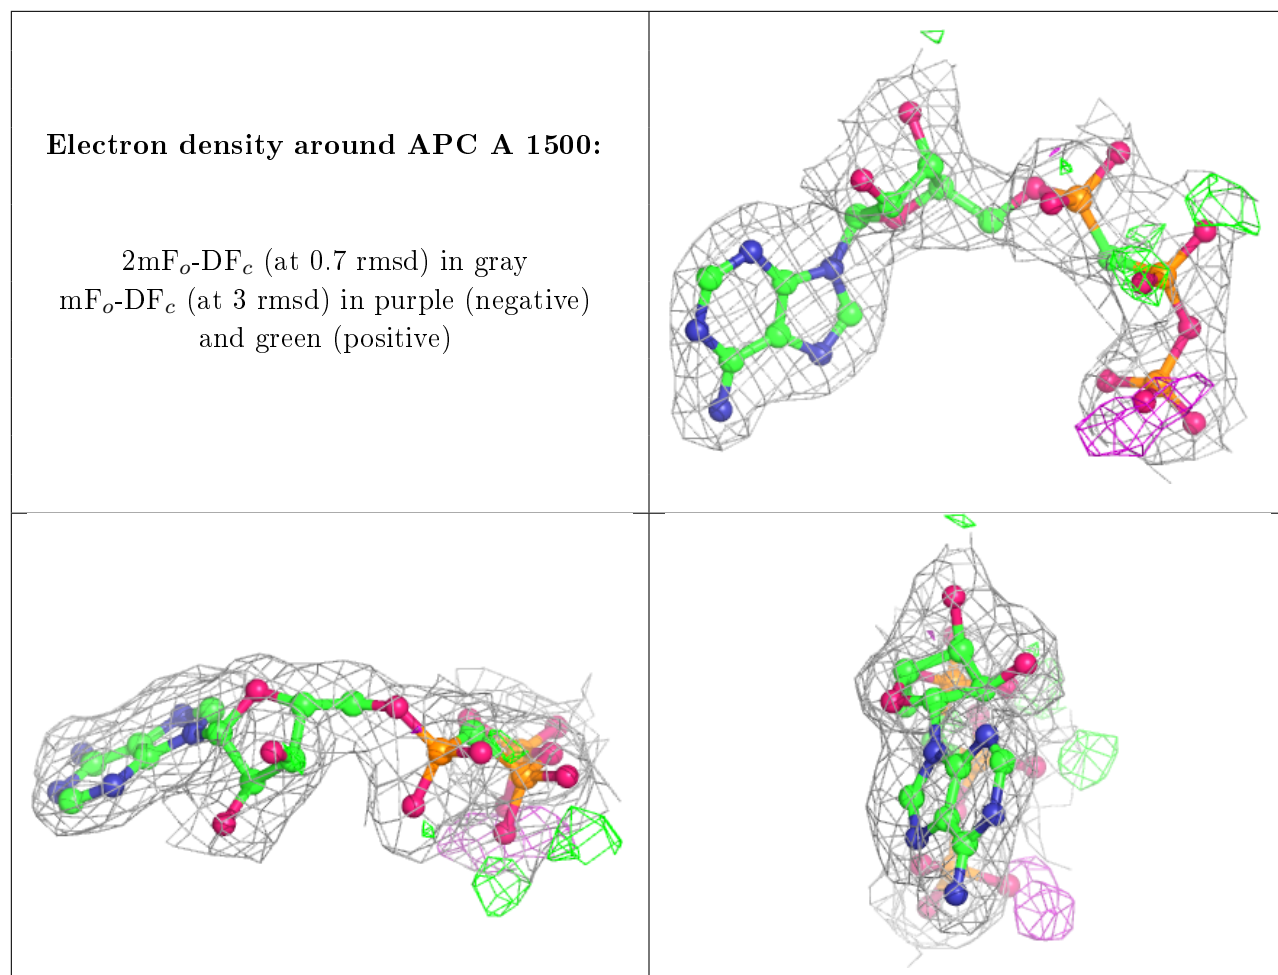 Electron density around APC A 1500:
2mFₒ-DF𝒸 (at 0.7 rmsd) in gray
mFₒ-DF𝒸 (at 3 rmsd) in purple (negative)
and green (positive)